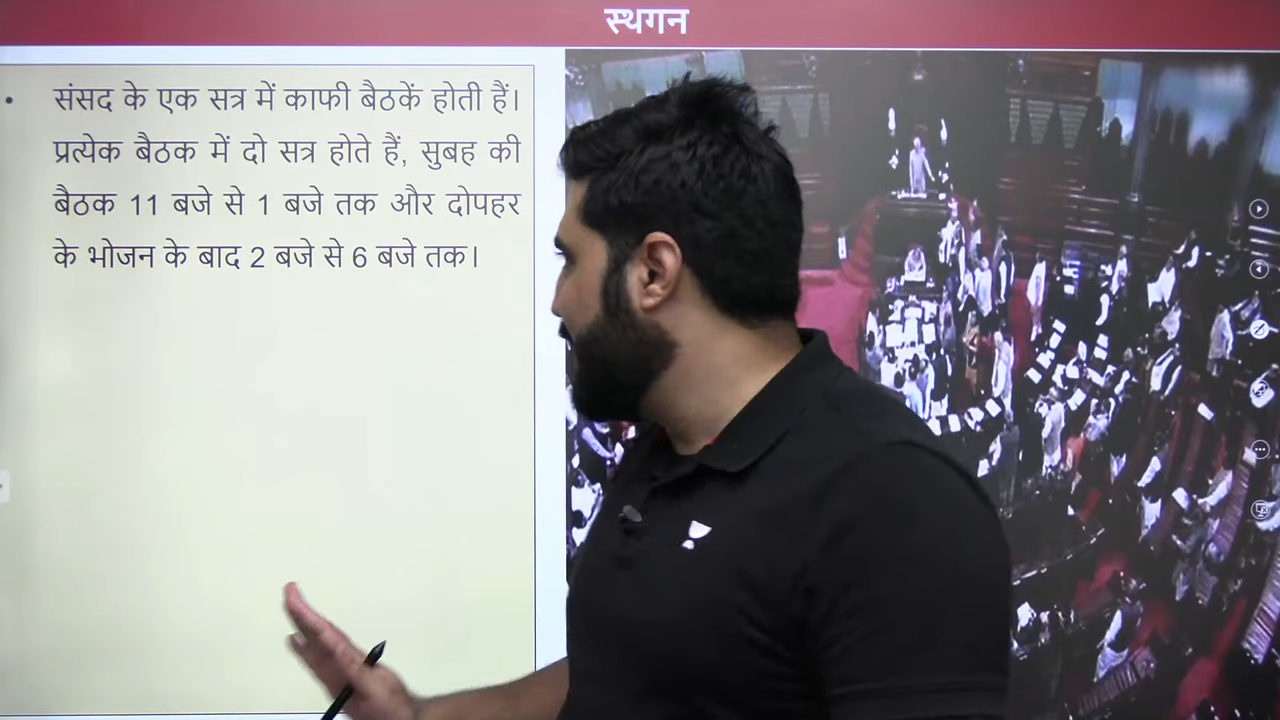 स्थगन
संसद के एक सत्र में काफी बैठकें होती हैं।
प्रत्येक बैठक में दो सत्र होते हैं, सुबह की
बैठक 11 बजे से 1 बजे तक और दोपहर
के भोजन के बाद 2 बजे से 6 बजे तक।